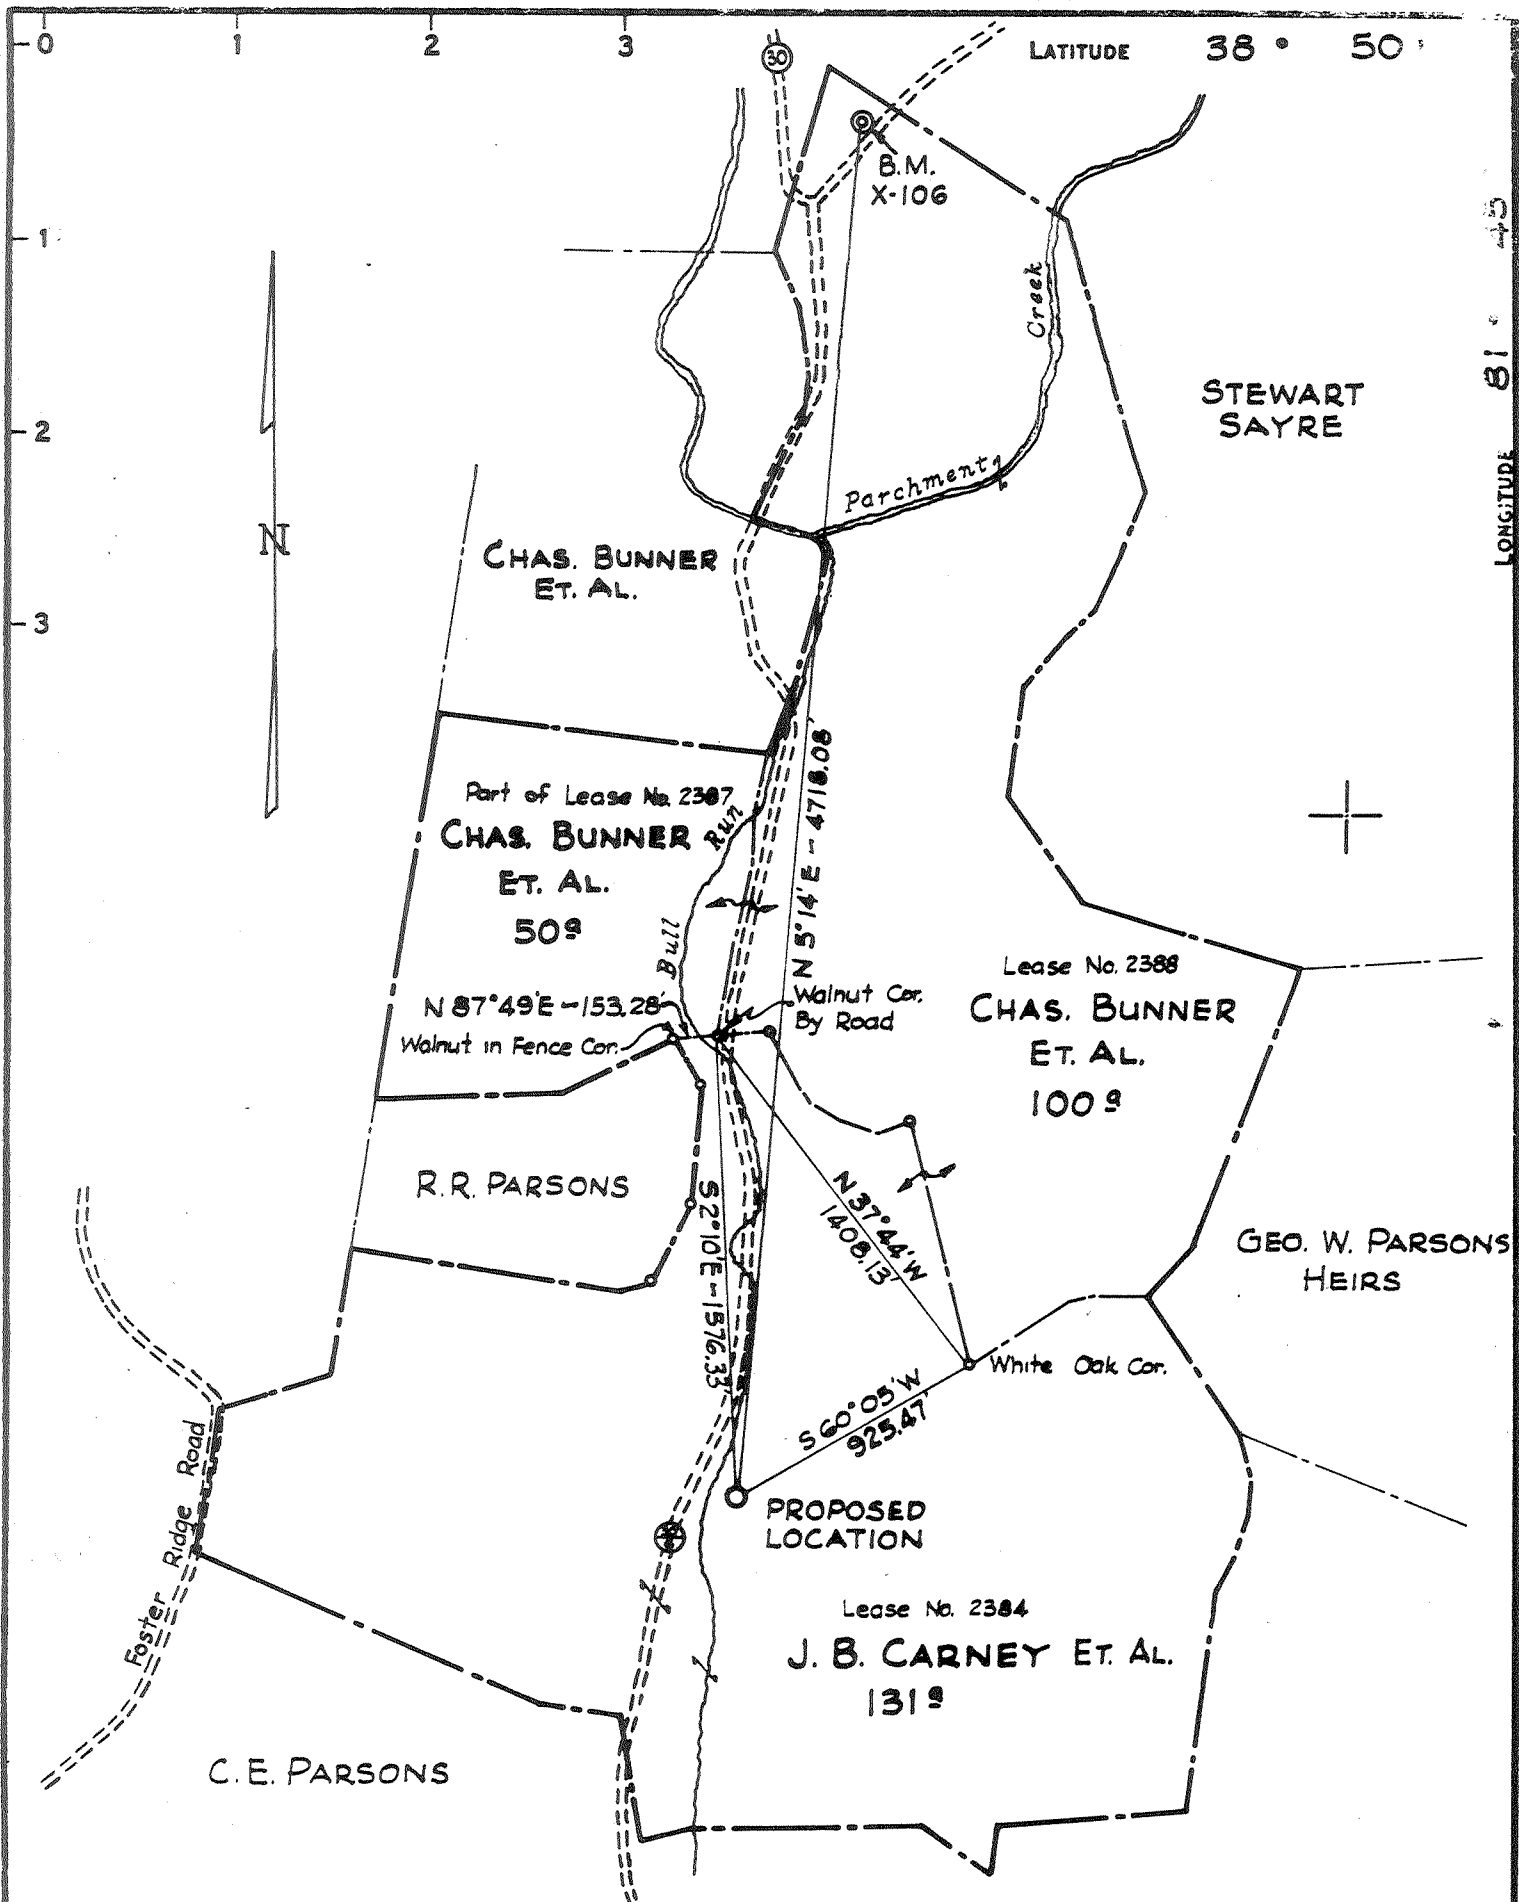 0 1 2 3
30
LATITUDE 38 ° 50 '
B.M.
X-106
1
2
3
Creek
Parchment
STEWART
SAYRE
LONGITUDE 81 ° 45
N
CHAS. BUNNER
ET. AL.
Part of Lease No. 2387
CHAS. BUNNER
ET. AL.
50 a
Bull Run
N 5°14'E - 4718.08'
N 87°49'E - 153.28'
Walnut in Fence Cor.
Walnut Cor.
By Road
Lease No. 2388
CHAS. BUNNER
ET. AL.
100 a
R.R. PARSONS
S 2°10'E - 1576.33'
N 37°44'W
1408.13'
GEO. W. PARSONS
HEIRS
White Oak Cor.
S 60°05'W
925.47'
Foster Ridge Road
PROPOSED
LOCATION
Lease No. 2384
J. B. CARNEY ET. AL.
131 a
C. E. PARSONS